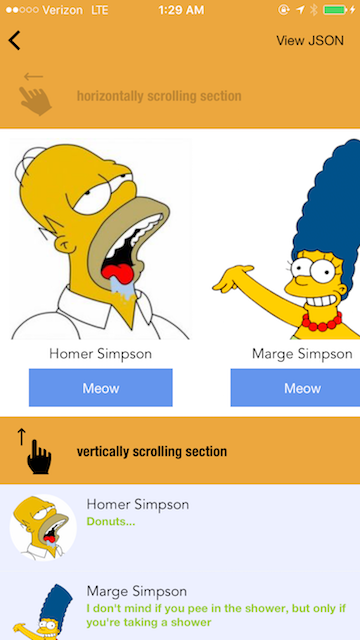 Verizon LTE 1:29 AM
View JSON
horizontally scrolling section
Homer Simpson Marge Simpson
Meow Meow
vertically scrolling section
Homer Simpson
Donuts...
Marge Simpson
I don't mind if you pee in the shower, but only if
you're taking a shower